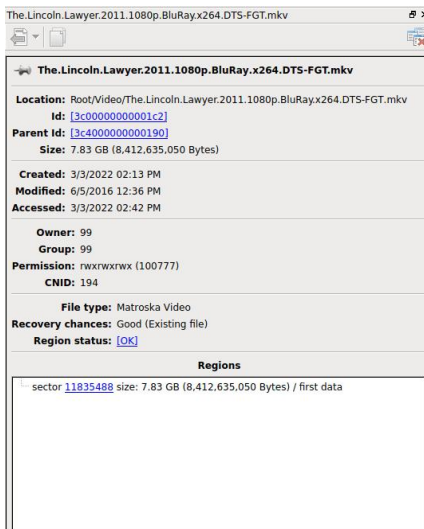 The.Lincoln.Lawyer.2011.1080p.BluRay.x264.DTS-FGT.mkv
The.Lincoln.Lawyer.2011.1080p.BluRay.x264.DTS-FGT.mkv
Location: Root/Video/The.Lincoln.Lawyer.2011.1080p.BluRay.x264.DTS-FGT.mkv
Id: [3c00000000001c2]
Parent Id: [3c4000000000190]
Size: 7.83 GB (8,412,635,050 Bytes)
Created: 3/3/2022 02:13 PM
Modified: 6/5/2016 12:36 PM
Accessed: 3/3/2022 02:42 PM
Owner: 99
Group: 99
Permission: rwxrwxrwx (100777)
CNID: 194
File type: Matroska Video
Recovery chances: Good (Existing file)
Region status: [OK]
Regions
sector 11835488 size: 7.83 GB (8,412,635,050 Bytes) / first data